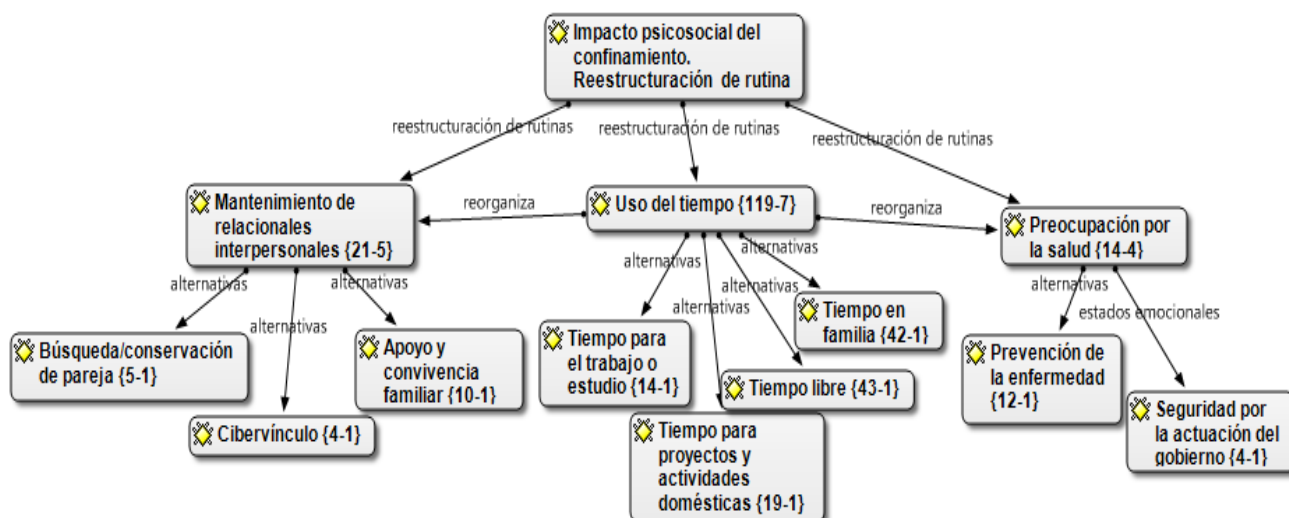 Impacto psicosocial del
confinamiento.
Reestructuración de rutina
reestructuración de rutinas
reestructuración de rutinas
reestructuración de rutinas
Mantenimiento de
relacionales
interpersonales {21-5}
reorganiza
Uso del tiempo {119-7}
reorganiza
Preocupación por
la salud {14-4}
alternativas
alternativas
alternativas
alternativas
alternativas
alternativas
alternativas
alternativas
estados emocionales
Búsqueda/conservación
de pareja {5-1}
Cibervínculo {4-1}
Apoyo y
convivencia
familiar {10-1}
Tiempo para
el trabajo o
estudio {14-1}
Tiempo para
proyectos y
actividades
domésticas {19-1}
Tiempo libre {43-1}
Tiempo en
familia {42-1}
Prevención de
la enfermedad
{12-1}
Seguridad por
la actuación del
gobierno {4-1}